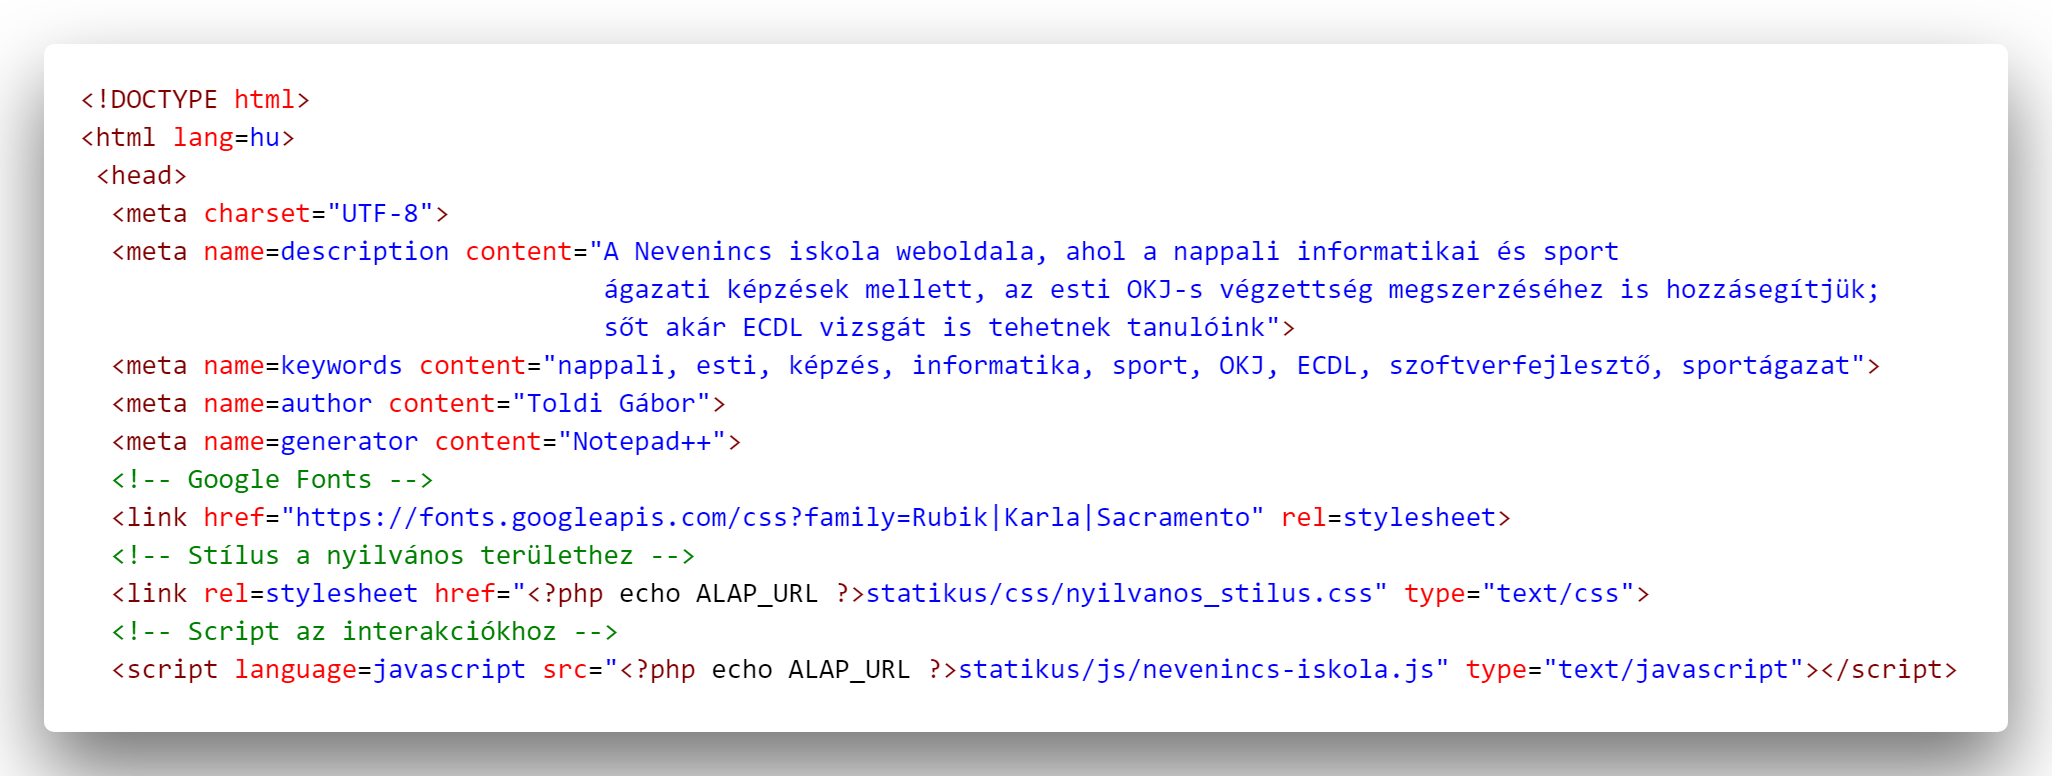 <!DOCTYPE html>
<html lang=hu>
<head>
<meta charset="UTF-8">
<meta name=description content="A Nevenincs iskola weboldala, ahol a nappali informatikai és sport
ágazati képzések mellett, az esti OKJ-s végzettség megszerzéséhez is hozzásegítjük;
sőt akár ECDL vizsgát is tehetnek tanulóink">
<meta name=keywords content="nappali, esti, képzés, informatika, sport, OKJ, ECDL, szoftverfejlesztő, sportágazat">
<meta name=author content="Toldi Gábor">
<meta name=generator content="Notepad++">
<!-- Google Fonts -->
<link href="https://fonts.googleapis.com/css?family=Rubik|Karla|Sacramento" rel=stylesheet>
<!-- Stílus a nyilvános területhez -->
<link rel=stylesheet href="<?php echo ALAP_URL ?>statikus/css/nyilvanos_stilus.css" type="text/css">
<!-- Script az interakciókhoz -->
<script language=javascript src="<?php echo ALAP_URL ?>statikus/js/nevenincs-iskola.js" type="text/javascript"></script>